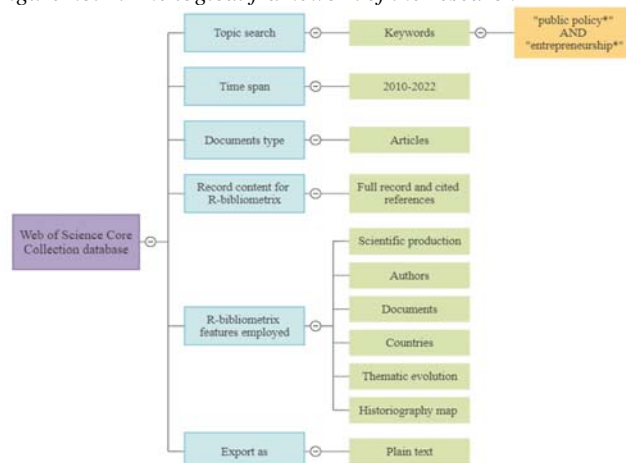 Topic search
Keywords
"public policy*"
AND
"entrepreneurship*"
Time span
2010-2022
Documents type
Articles
Record content for
R-bibliometrix
Full record and cited
references
Web of Science Core
Collection database
R-bibliometrix
features employed
Scientific production
Authors
Documents
Countries
Thematic evolution
Historiography map
Export as
Plain text